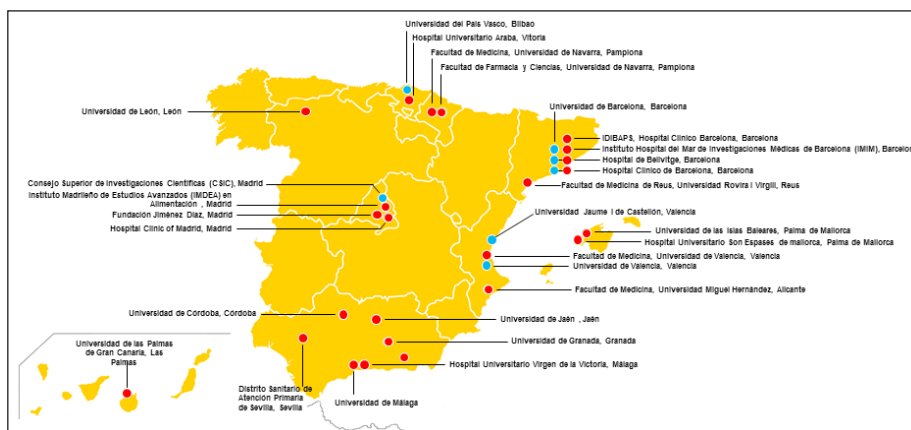 Universidad del País Vasco, Bilbao
Hospital Universitario Araba, Vitoria
Facultad de Medicina, Universidad de Navarra, Pamplona
Facultad de Farmacia y Ciencias, Universidad de Navarra, Pamplona
Universidad de León, León
Universidad de Barcelona, Barcelona
IDIBAPS, Hospital Clínico Barcelona, Barcelona
Instituto Hospital del Mar de Investigaciones Médicas de Barcelona (IMIM), Barcelon
Hospital de Bellvitge, Barcelona
Hospital Clínico de Barcelona, Barcelona
Facultad de Medicina de Reus, Universidad Rovira i Virgili, Reus
Consejo Superior de Investigaciones Científicas (CSIC), Madrid
Instituto Madrileño de Estudios Avanzados (IMDEA) en
Alimentación , Madrid
Fundación Jiménez Díaz, Madrid
Hospital Clinic of Madrid, Madrid
Universidad Jaume I de Castellón, Valencia
Universidad de las Islas Baleares, Palma de Mallorca
Hospital Universitario Son Espases de mallorca, Palma de Mallorca
Facultad de Medicina, Universidad de Valencia, Valencia
Universidad de Valencia, Valencia
Facultad de Medicina, Universidad Miguel Hernández, Alicante
Universidad de Córdoba, Córdoba
Universidad de Jaén , Jaén
Universidad de Granada, Granada
Hospital Universitario Virgen de la Victoria, Málaga
Universidad de las Palmas
de Gran Canaria, Las
Palmas
Distrito Sanitario de
Atención Primaria
de Sevilla, Sevilla
Universidad de Málaga